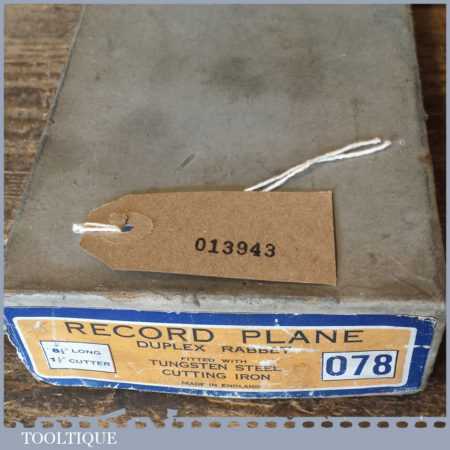 013943
RECORD PLANE
DUPLEX RABBET
8½" LONG
1½" CUTTER
FITTED WITH
TUNGSTEN STEEL
CUTTING IRON
MADE IN ENGLAND
078
TOOLTIQUE